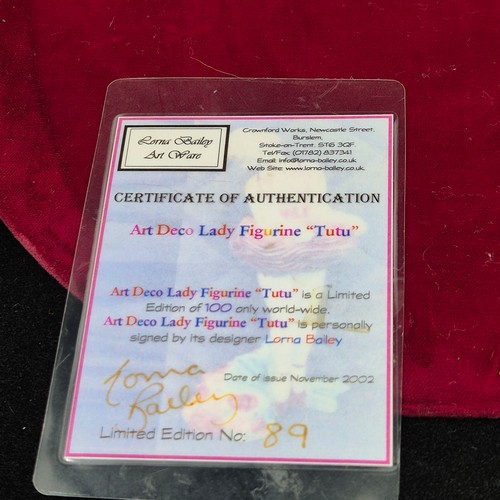 Lorna Bailey
Art Ware
Crownford Works, Newcastle Street,
Burslem,
Stoke-on-Trent. ST6 3QF
Tel/Fax: (01782) 837341
Email: info@lorna-bailey.co.uk.
Web Site: www.lorna-bailey.co.uk.
CERTIFICATE OF AUTHENTICATION
Art Deco Lady Figurine “Tutu”
Art Deco Lady Figurine “Tutu” is a Limited
Edition of 100 only world-wide.
Art Deco Lady Figurine “Tutu” is personally
signed by its designer Lorna Bailey
Date of issue November 2002
Lorna
Bailey
Limited Edition No: 89